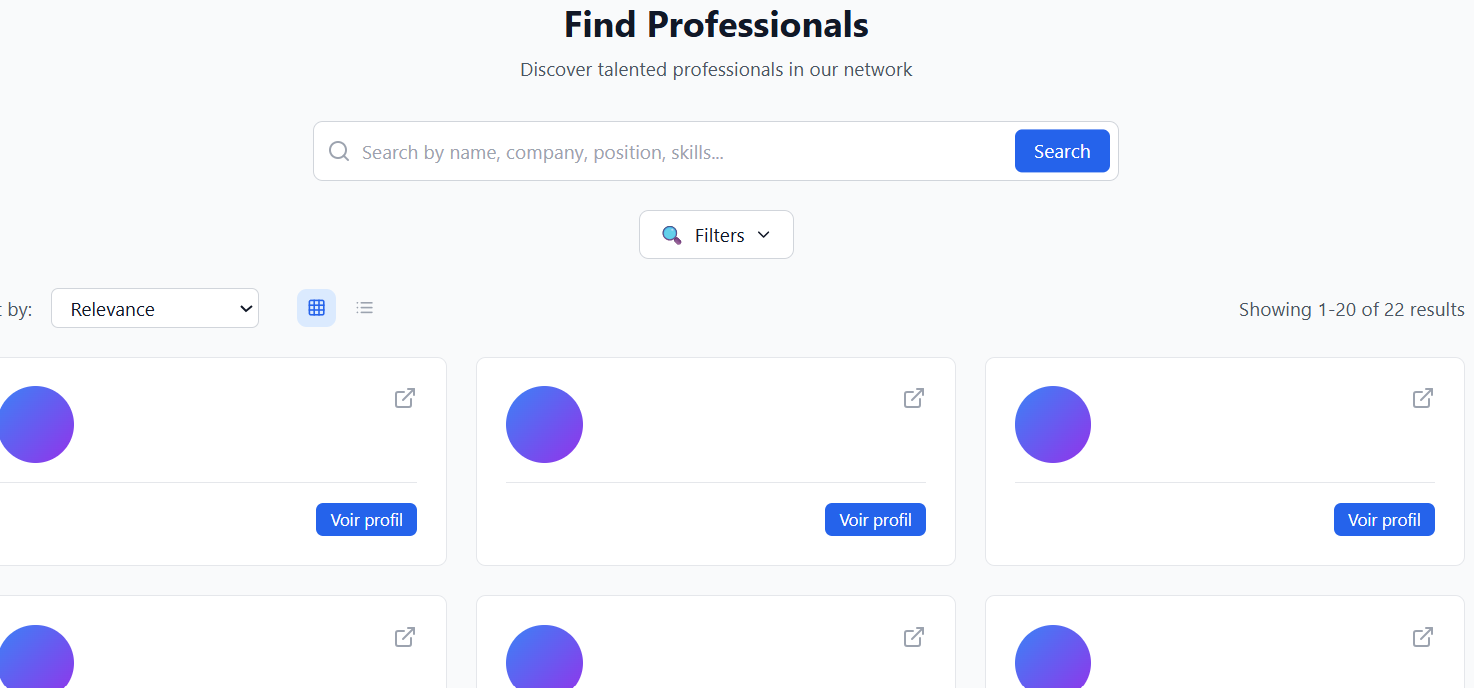 Find Professionals
Discover talented professionals in our network
Search by name, company, position, skills...
Search
Filters
by:
Relevance
Showing 1-20 of 22 results
Voir profil
Voir profil
Voir profil